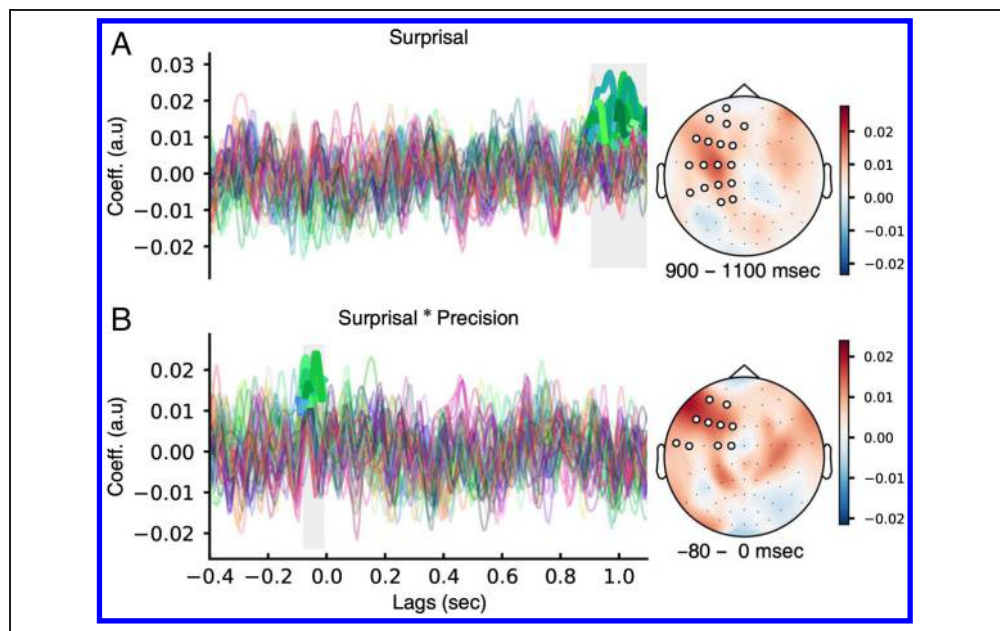 A
Surprisal
0.03
0.02
0.01
0.00
−0.01
−0.02
Coeff. (a.u)
0.02
0.01
0.00
−0.01
−0.02
900 − 1100 msec
B
Surprisal * Precision
0.02
0.01
0.00
−0.01
−0.02
Coeff. (a.u)
−0.4 −0.2 0.0 0.2 0.4 0.6 0.8 1.0
Lags (sec)
0.02
0.01
0.00
−0.01
−0.02
−80 − 0 msec